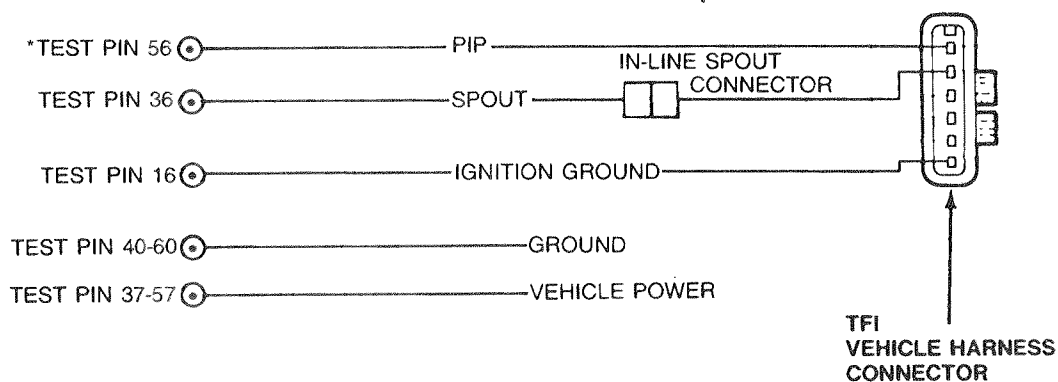 *TEST PIN 56 PIP
IN-LINE SPOUT
CONNECTOR
TEST PIN 36 SPOUT
TEST PIN 16 IGNITION GROUND
TEST PIN 40-60 GROUND
TEST PIN 37-57 VEHICLE POWER
TFI
VEHICLE HARNESS
CONNECTOR